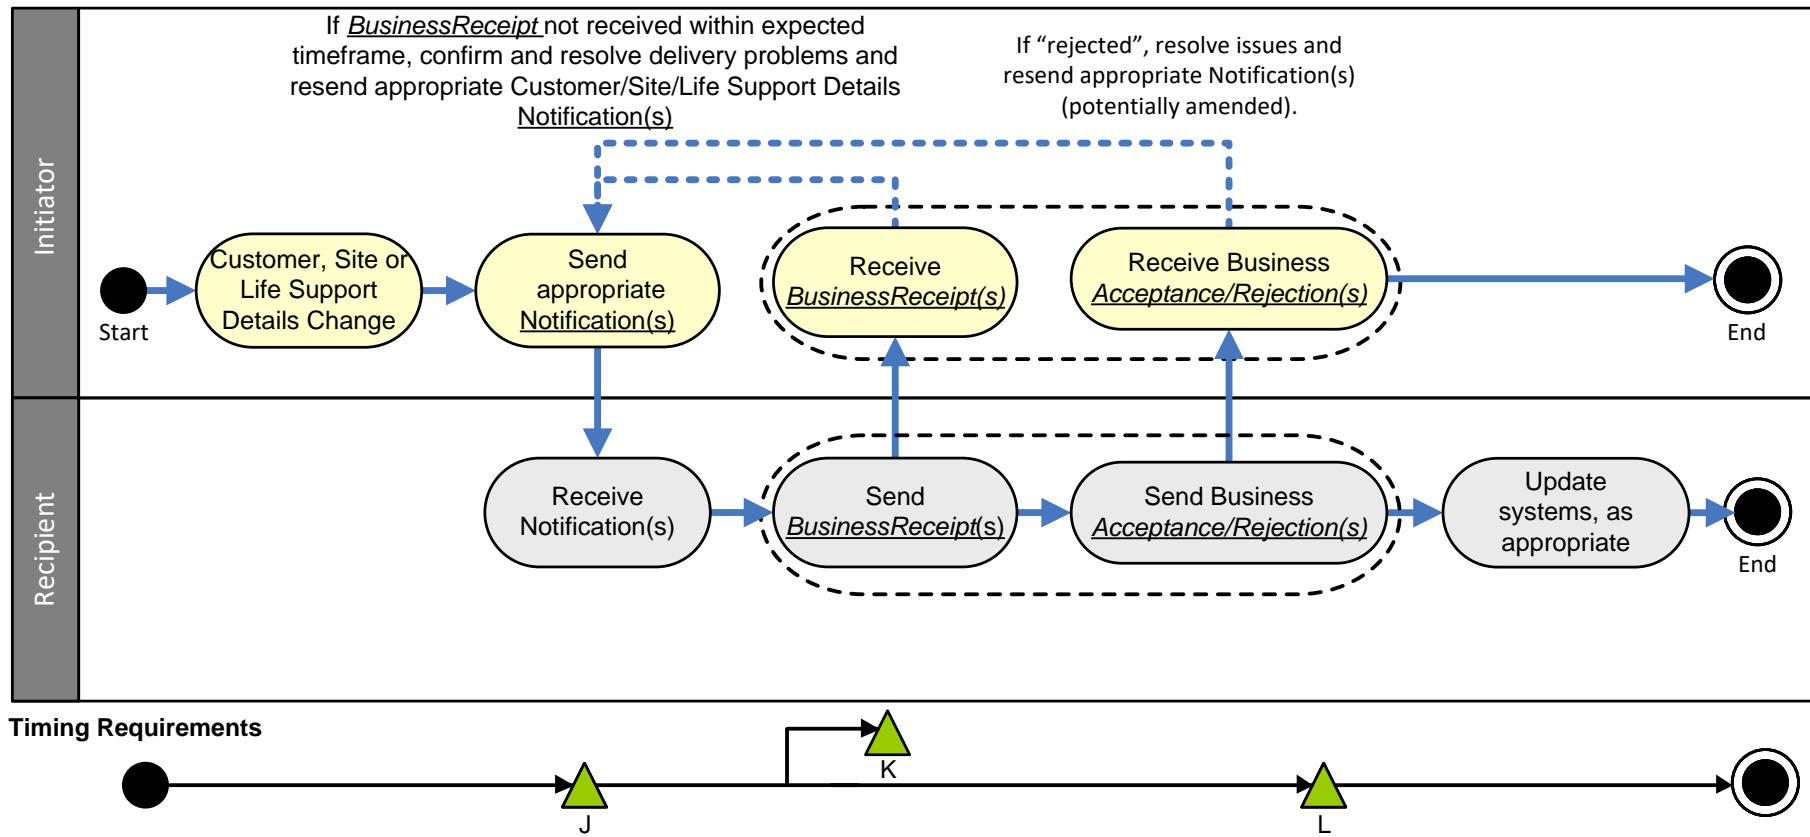 If BusinessReceipt not received within expected
timeframe, confirm and resolve delivery problems and
resend appropriate Customer/Site/Life Support Details
Notification(s)
If “rejected”, resolve issues and
resend appropriate Notification(s)
(potentially amended).
Initiator
Start
Customer, Site or
Life Support
Details Change
Send
appropriate
Notification(s)
Receive
BusinessReceipt(s)
Receive Business
Acceptance/Rejection(s)
End
Recipient
Receive
Notification(s)
Send
BusinessReceipt(s)
Send Business
Acceptance/Rejection(s)
Update
systems, as
appropriate
End
Timing Requirements
J
K
L